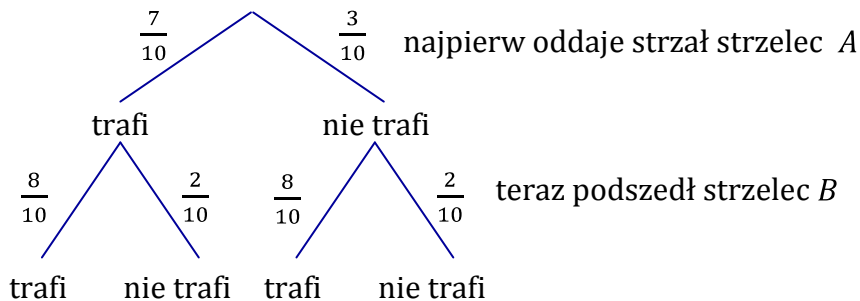 7/10 3/10 najpierw oddaje strzał strzelec A
trafi nie trafi
8/10 2/10 8/10 2/10 teraz podszedł strzelec B
trafi nie trafi trafi nie trafi